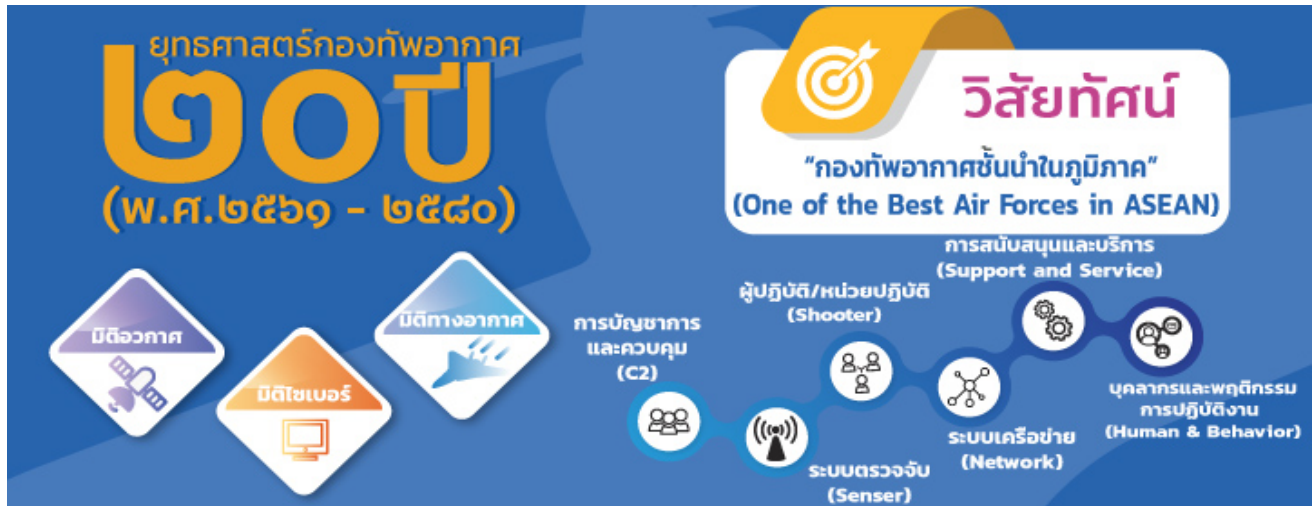 ยุทธศาสตร์กองทัพอากาศ
๒๐ปี
(พ.ศ.๒๕๖๑ - ๒๕๘๐)
วิสัยทัศน์
“กองทัพอากาศชั้นนำในภูมิภาค“
(One of the Best Air Forces in ASEAN)
มิติอวกาศ
มิติไซเบอร์
มิติทางอากาศ
การบัญชาการ
และควบคุม
(C2)
ระบบตรวจจับ
(Senser)
ผู้ปฏิบัติ/หน่วยปฏิบัติ
(Shooter)
ระบบเครือข่าย
(Network)
การสนับสนุนและบริการ
(Support and Service)
บุคลากรและพฤติกรรม
การปฏิบัติงาน
(Human & Behavior)